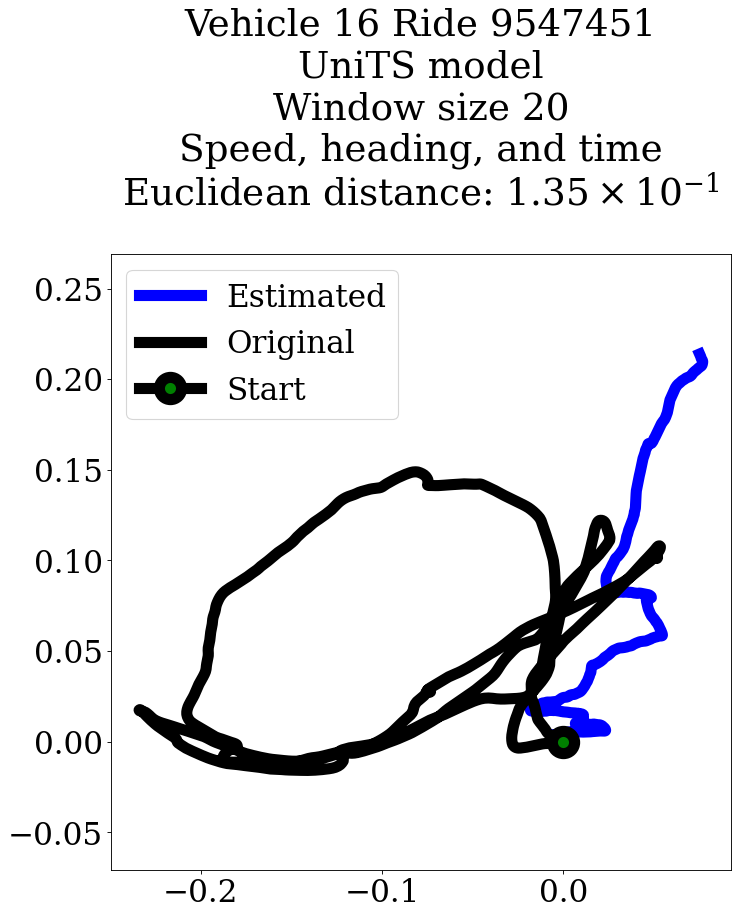 Vehicle 16 Ride 9547451
UniTS model
Window size 20
Speed, heading, and time
Euclidean distance: 1.35 × 10⁻¹
Estimated
Original
Start
0.25
0.20
0.15
0.10
0.05
0.00
−0.05
−0.2
−0.1
0.0